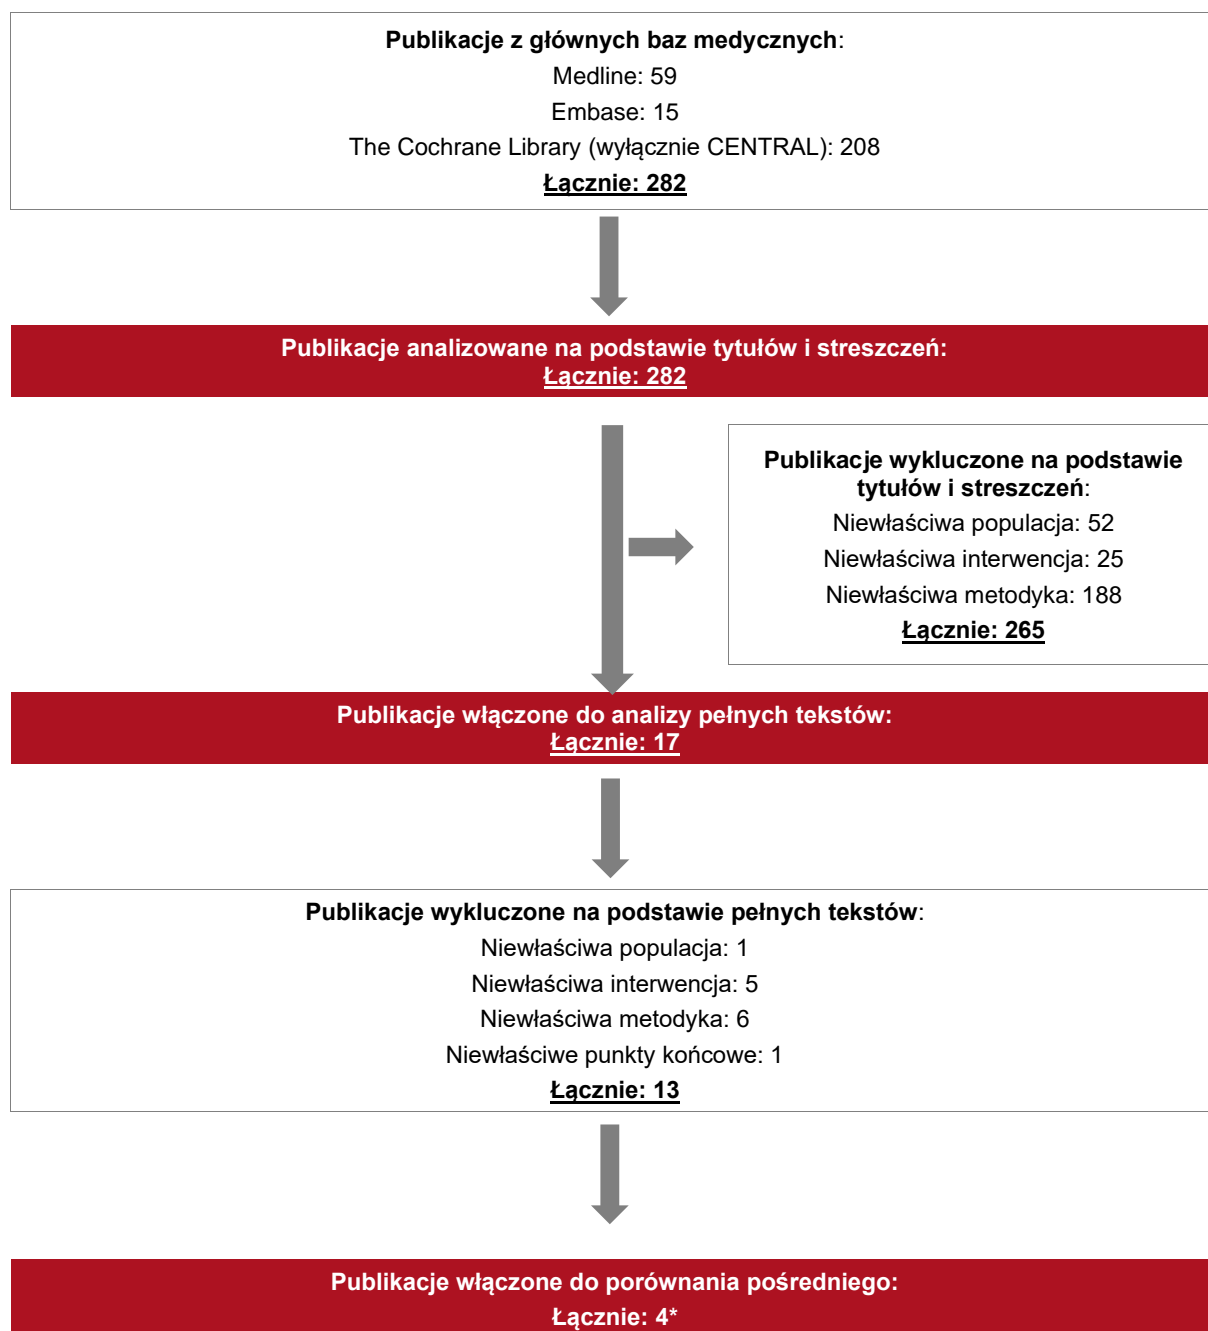 Publikacje z głównych baz medycznych:
Medline: 59
Embase: 15
The Cochrane Library (wyłącznie CENTRAL): 208
Łącznie: 282
Publikacje analizowane na podstawie tytułów i streszczeń:
Łącznie: 282
Publikacje wykluczone na podstawie
tytułów i streszczeń:
Niewłaściwa populacja: 52
Niewłaściwa interwencja: 25
Niewłaściwa metodyka: 188
Łącznie: 265
Publikacje włączone do analizy pełnych tekstów:
Łącznie: 17
Publikacje wykluczone na podstawie pełnych tekstów:
Niewłaściwa populacja: 1
Niewłaściwa interwencja: 5
Niewłaściwa metodyka: 6
Niewłaściwe punkty końcowe: 1
Łącznie: 13
Publikacje włączone do porównania pośredniego:
Łącznie: 4*